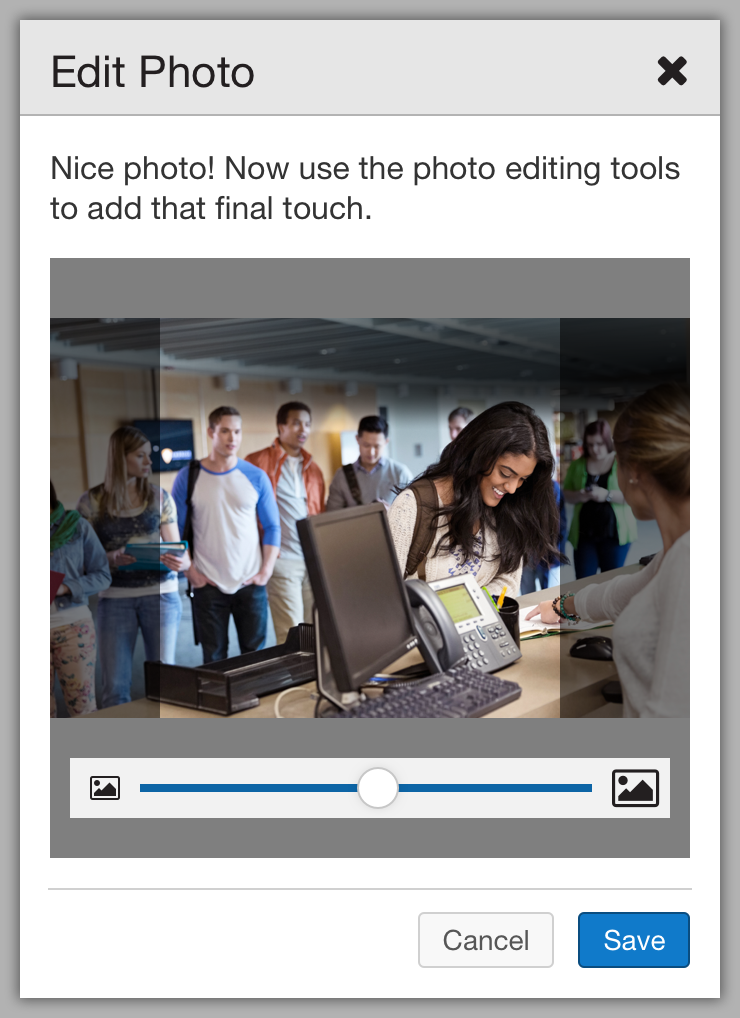 Edit Photo
Nice photo! Now use the photo editing tools
to add that final touch.
Cancel
Save